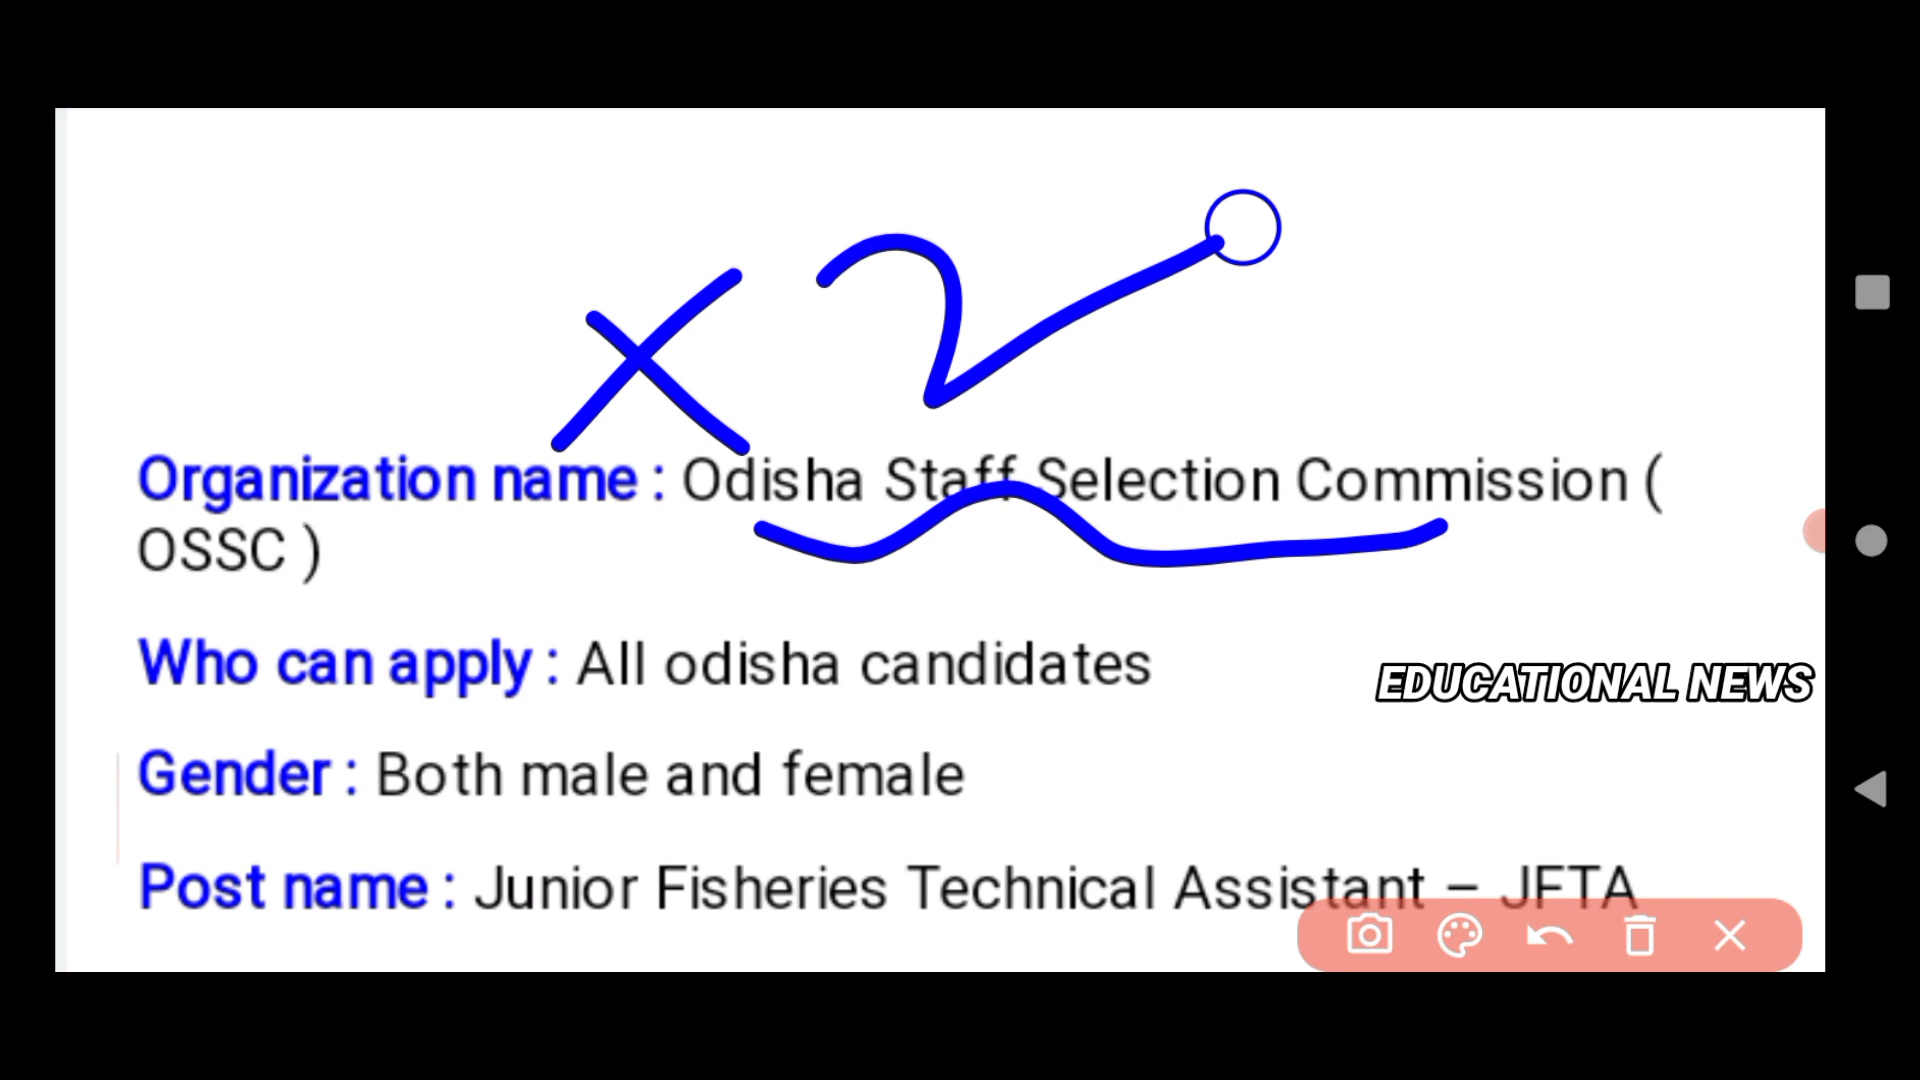 ×2
Organization name : Odisha Staff Selection Commission (
OSSC )
Who can apply : All odisha candidates
EDUCATIONAL NEWS
Gender : Both male and female
Post name : Junior Fisheries Technical Assistant – JFTA